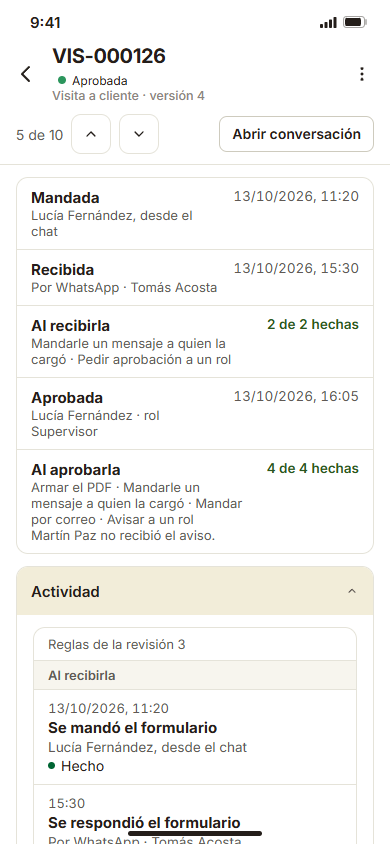 9:41
VIS-000126
Aprobada
Visita a cliente · versión 4
5 de 10
Abrir conversación
Mandada
13/10/2026, 11:20
Lucía Fernández, desde el
chat
Recibida
13/10/2026, 15:30
Por WhatsApp · Tomás Acosta
Al recibirla
2 de 2 hechas
Mandarle un mensaje a quien la
cargó · Pedir aprobación a un rol
Aprobada
13/10/2026, 16:05
Lucía Fernández · rol
Supervisor
Al aprobarla
4 de 4 hechas
Armar el PDF · Mandarle un
mensaje a quien la cargó · Mandar
por correo · Avisar a un rol
Martín Paz no recibió el aviso.
Actividad
Reglas de la revisión 3
Al recibirla
13/10/2026, 11:20
Se mandó el formulario
Lucía Fernández, desde el chat
Hecho
15:30
Se respondió el formulario
Por WhatsApp · Tomás Acosta